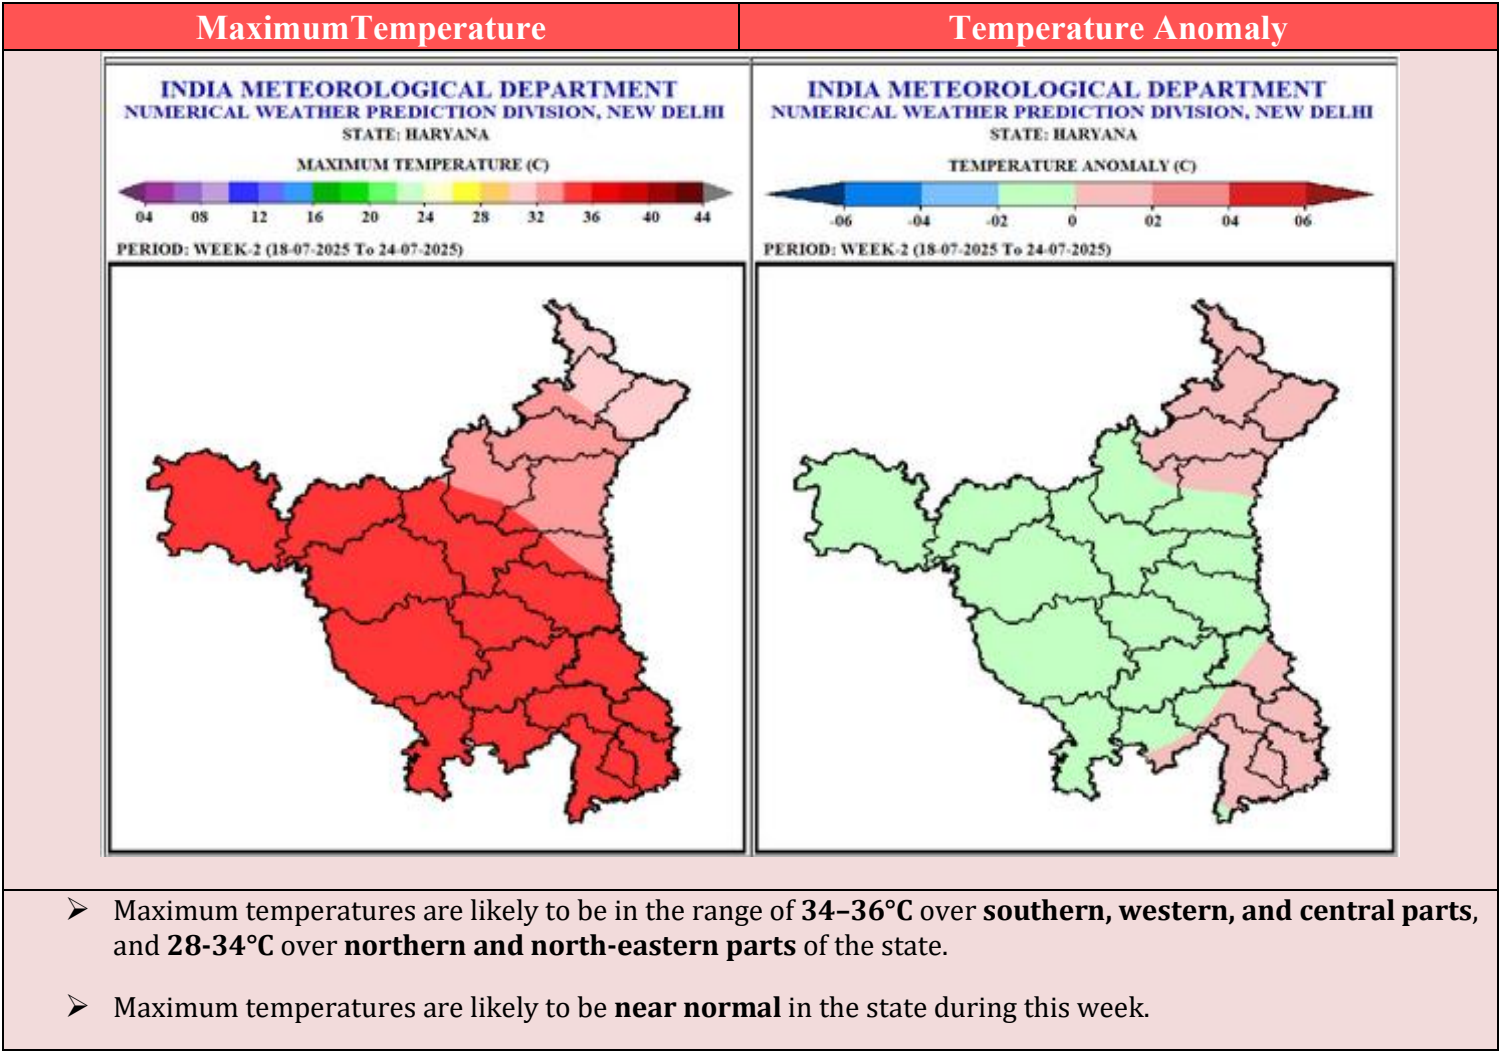 MaximumTemperature
Temperature Anomaly
INDIA METEOROLOGICAL DEPARTMENT
NUMERICAL WEATHER PREDICTION DIVISION, NEW DELHI
STATE: HARYANA
MAXIMUM TEMPERATURE (C)
04 08 12 16 20 24 28 32 36 40 44
PERIOD: WEEK-2 (18-07-2025 To 24-07-2025)
INDIA METEOROLOGICAL DEPARTMENT
NUMERICAL WEATHER PREDICTION DIVISION, NEW DELHI
STATE: HARYANA
TEMPERATURE ANOMALY (C)
-06 -04 -02 0 02 04 06
PERIOD: WEEK-2 (18-07-2025 To 24-07-2025)
➢ Maximum temperatures are likely to be in the range of 34–36°C over southern, western, and central parts,
and 28-34°C over northern and north-eastern parts of the state.
➢ Maximum temperatures are likely to be near normal in the state during this week.